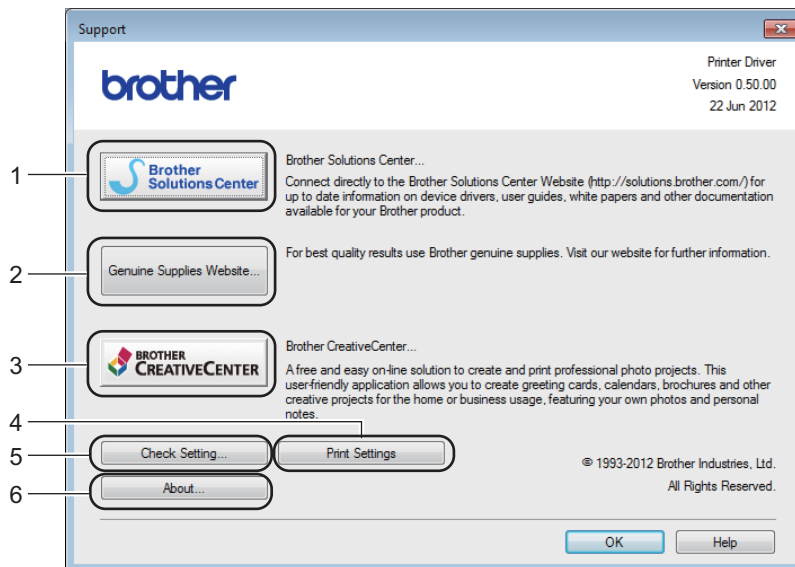 Support
brother
Printer Driver
Version 0.50.00
22 Jun 2012
1
Brother
Solutions Center
Brother Solutions Center...
Connect directly to the Brother Solutions Center Website (http://solutions.brother.com/) for
up to date information on device drivers, user guides, white papers and other documentation
available for your Brother product.
2
Genuine Supplies Website...
For best quality results use Brother genuine supplies. Visit our website for further information.
3
BROTHER
CREATIVECENTER
Brother CreativeCenter...
A free and easy on-line solution to create and print professional photo projects. This
user-friendly application allows you to create greeting cards, calendars, brochures and other
creative projects for the home or business usage, featuring your own photos and personal
notes.
4
5
Check Setting...
Print Settings
© 1993-2012 Brother Industries, Ltd.
6
About...
All Rights Reserved.
OK
Help